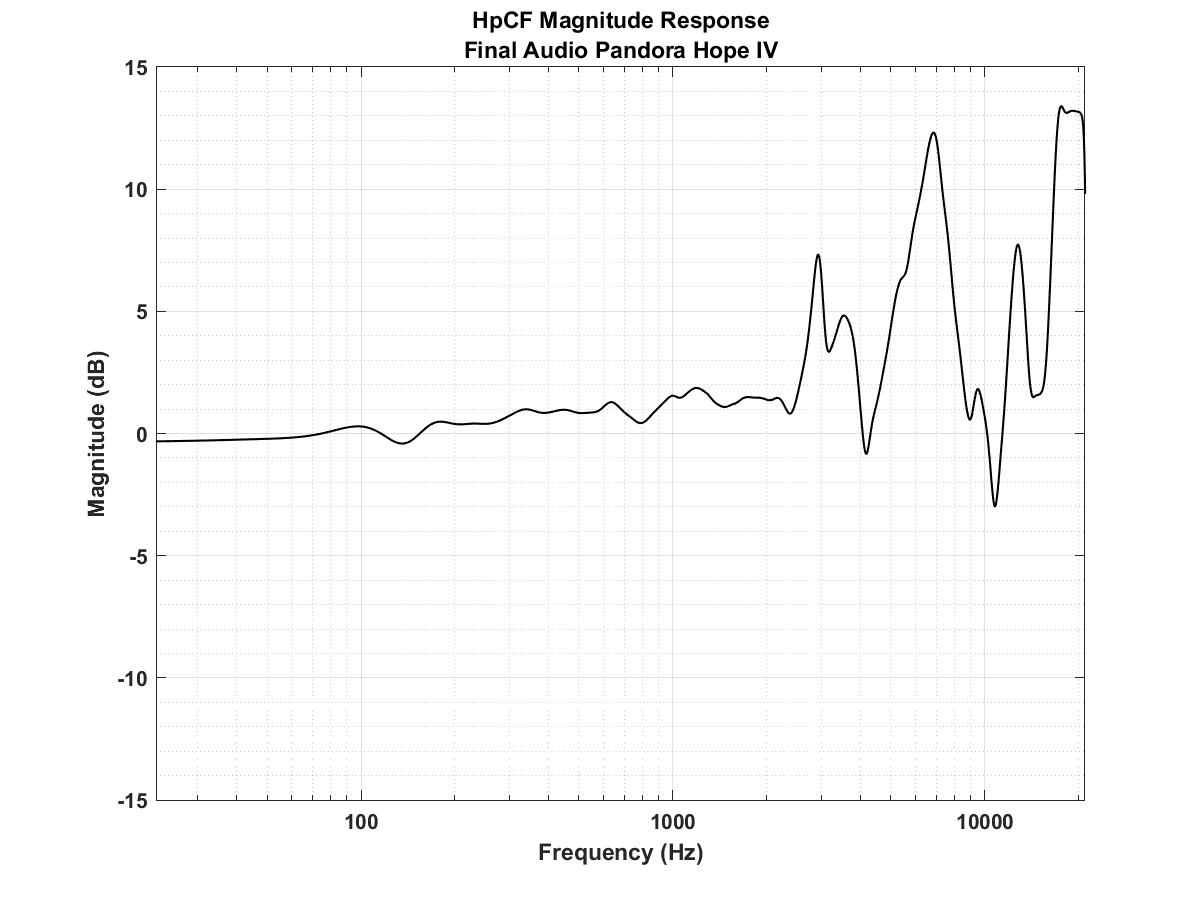 HpCF Magnitude Response
Final Audio Pandora Hope IV
15
10
5
0
-5
-10
-15
Magnitude (dB)
100 1000 10000
Frequency (Hz)